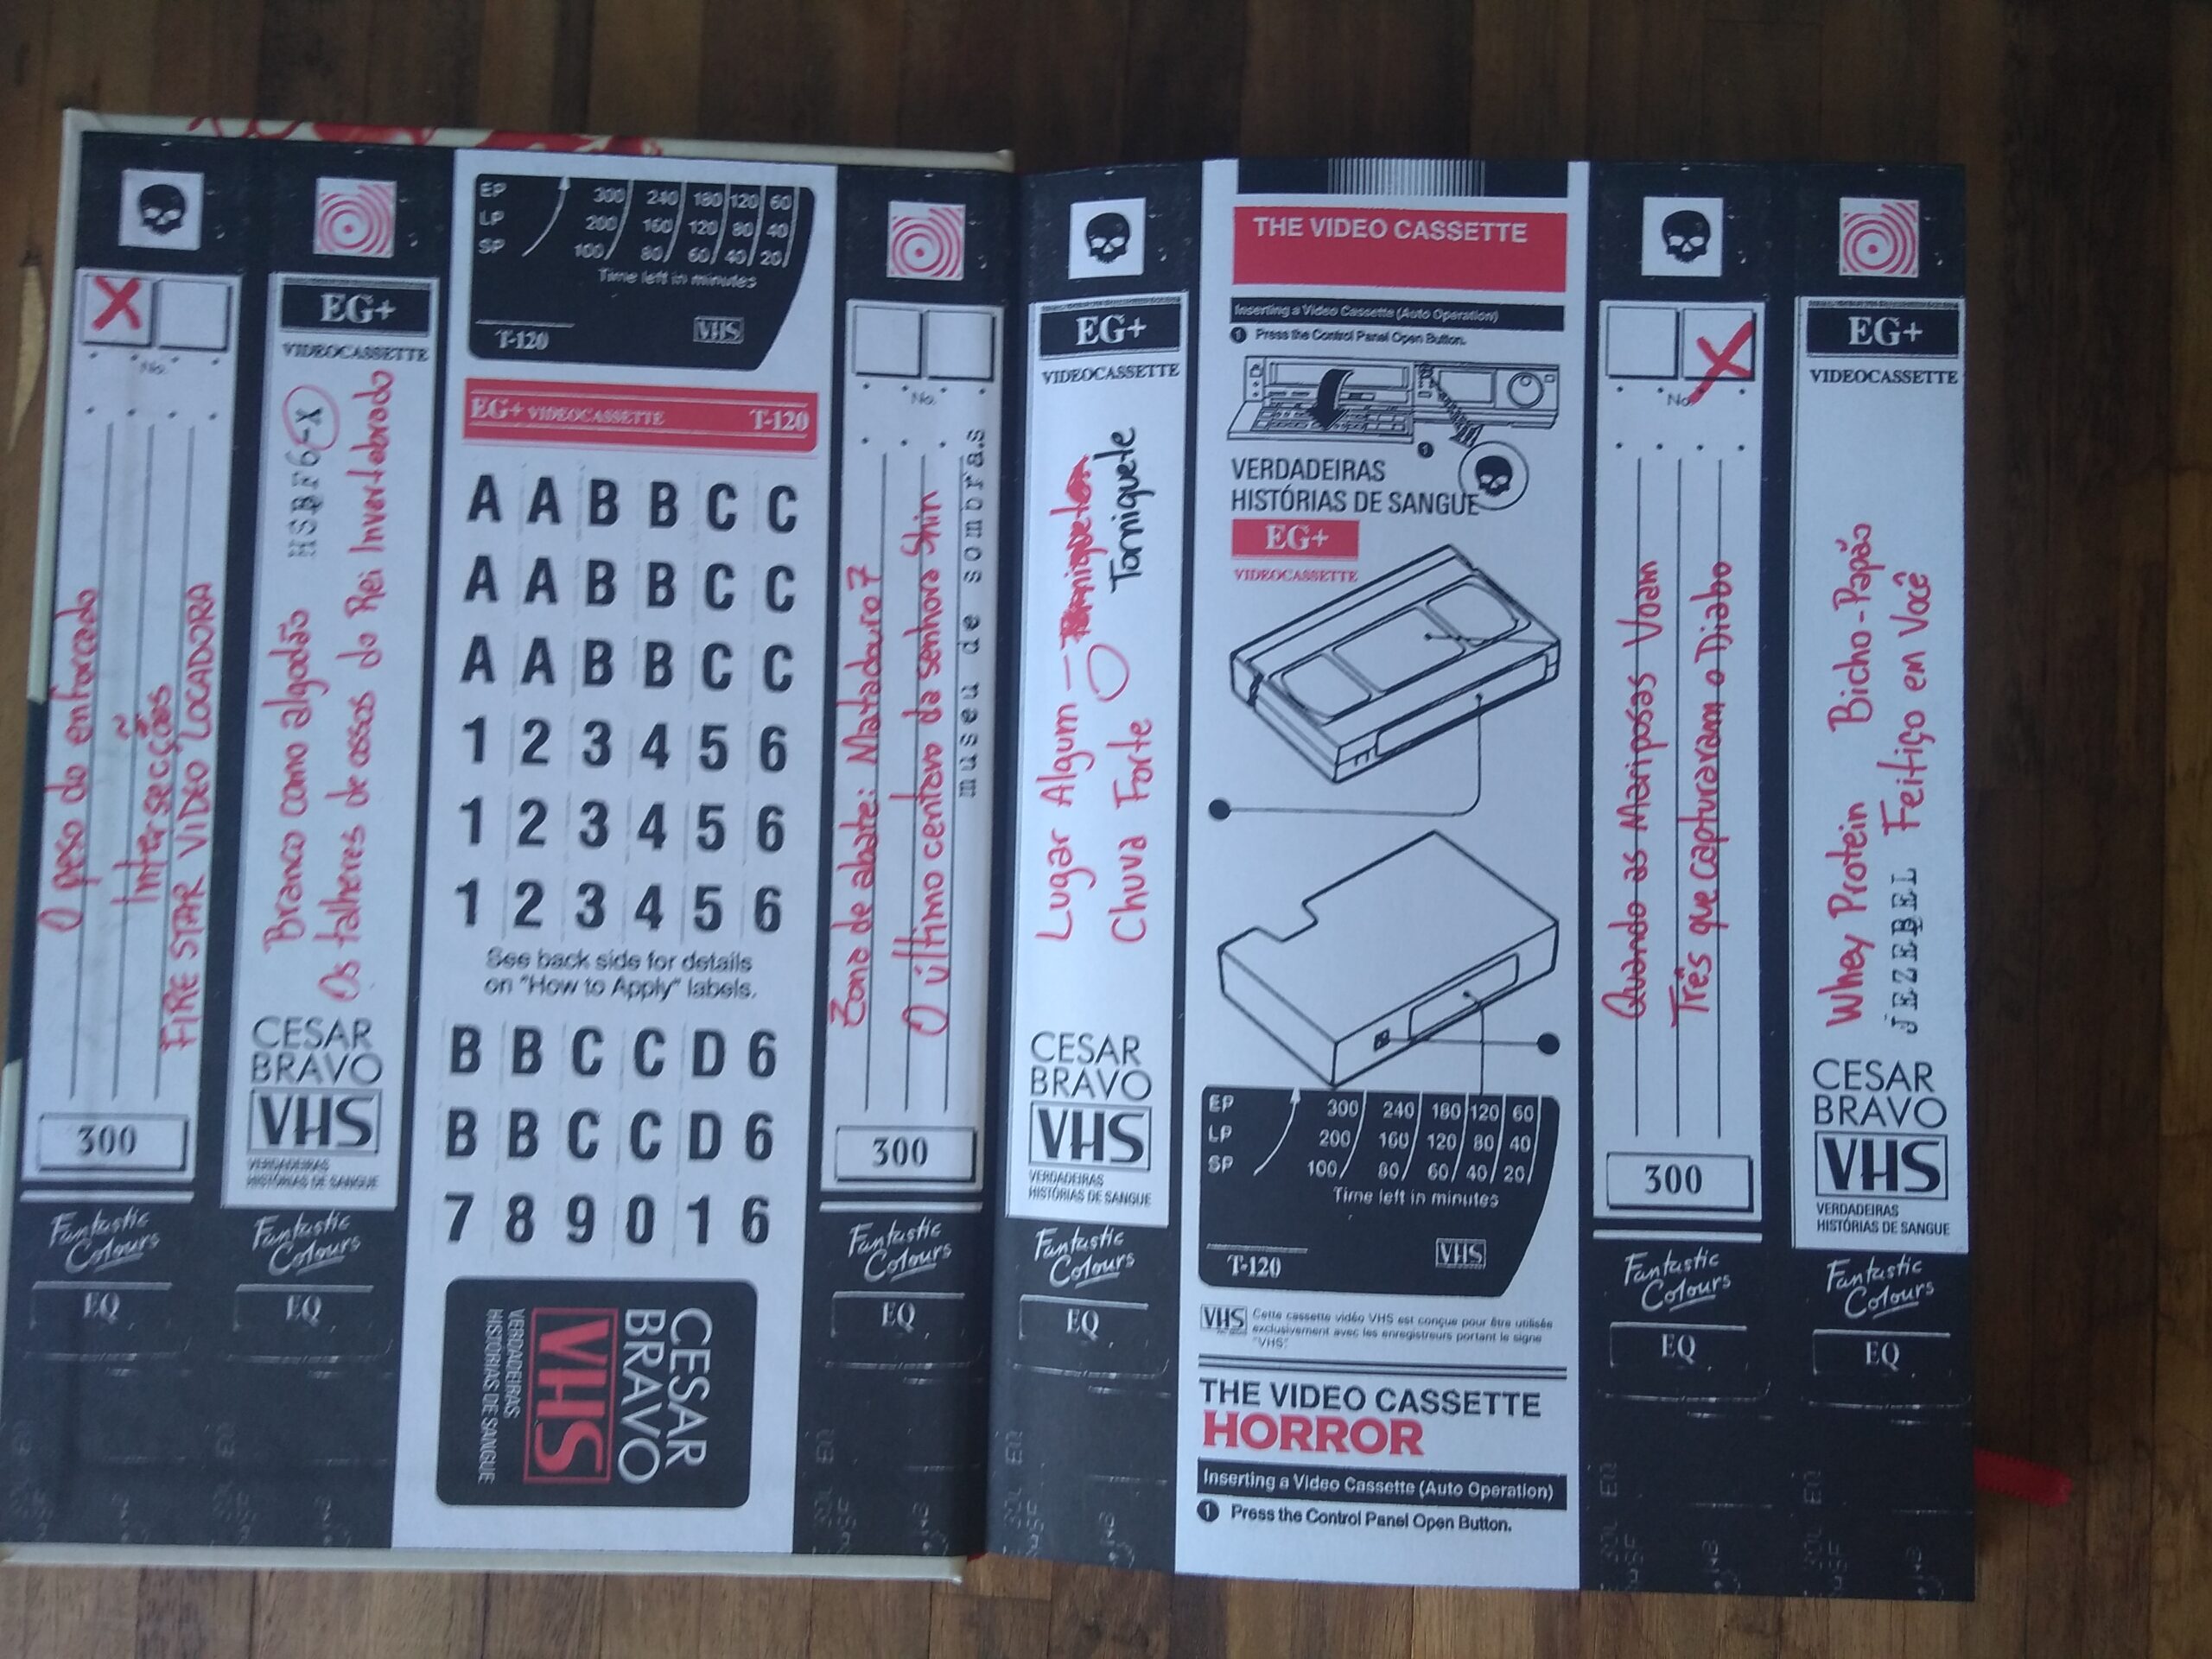 No.
O peso do enforcado
Intersecções
FIRE STAR VIDEO LOCADORA
300
Fantastic
Colours
EQ
EG+
VIDEOCASSETTE
Branco como algodão
HSBF6-X
Os talheres de ossos do Rei Invertebrado
CESAR
BRAVO
VHS
VERDADEIRAS
HISTÓRIAS DE SANGUE
Fantastic
Colours
EQ
EP 300 240 180 120 60
LP 200 160 120 80 40
SP 100 80 60 40 20
Time left in minutes
T-120 VHS
EG+ VIDEOCASSETTE T-120
A A B B C C
A A B B C C
A A B B C C
1 2 3 4 5 6
1 2 3 4 5 6
1 2 3 4 5 6
See back side for details
on "How to Apply" labels.
B B C C D 6
B B C C D 6
7 8 9 0 1 6
CESAR
BRAVO
VHS
VERDADEIRAS
HISTÓRIAS DE SANGUE
No.
Zona de abate: Matadouro 7
O último centavo da senhora Shin
museu de sombras
300
Fantastic
Colours
EQ
EG+
VIDEOCASSETTE
Lugar Algum — Torniquete
Chuva Forte
CESAR
BRAVO
VHS
VERDADEIRAS
HISTÓRIAS DE SANGUE
Fantastic
Colours
EQ
THE VIDEO CASSETTE
Inserting a Video Cassette (Auto Operation)
1 Press the Control Panel Open Button.
1
VERDADEIRAS
HISTÓRIAS DE SANGUE
EG+
VIDEOCASSETTE
EP 300 240 180 120 60
LP 200 160 120 80 40
SP 100 80 60 40 20
Time left in minutes
T-120 VHS
VHS Cette cassette vidéo VHS est conçue pour être utilisée
exclusivement avec les enregistreurs portant le signe
"VHS"
THE VIDEO CASSETTE
HORROR
Inserting a Video Cassette (Auto Operation)
1 Press the Control Panel Open Button.
No.
Quando as Mariposas Voam
Três que capturaram o Diabo
300
Fantastic
Colours
EQ
EG+
VIDEOCASSETTE
Whey Protein Bicho-Papão
JEZEBEL Feitiço em Você
CESAR
BRAVO
VHS
VERDADEIRAS
HISTÓRIAS DE SANGUE
Fantastic
Colours
EQ